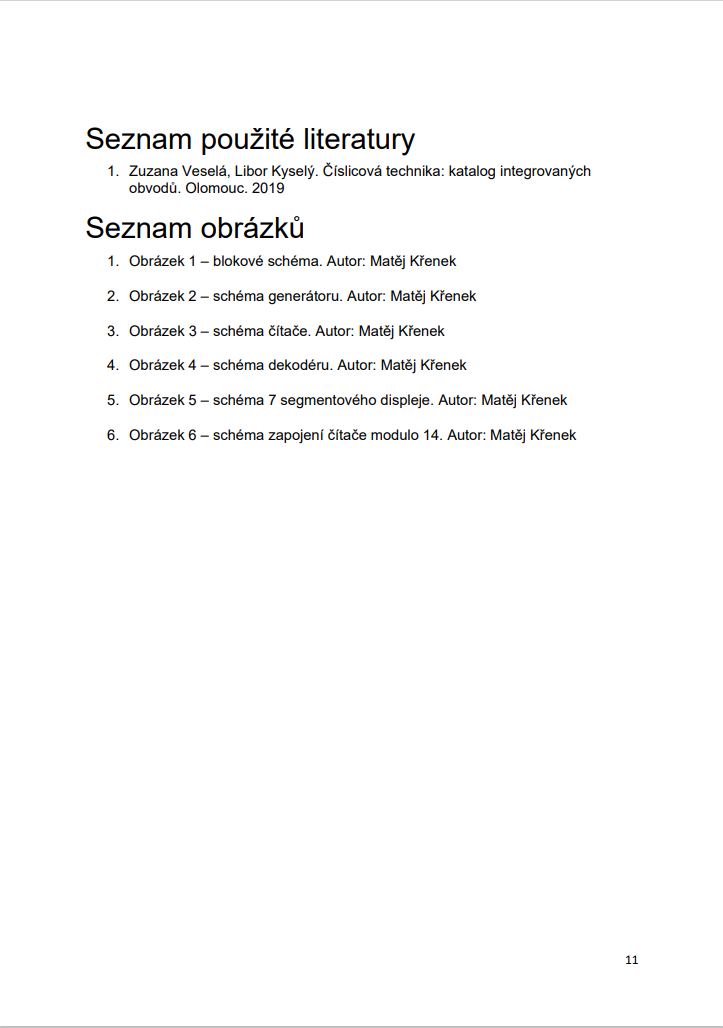 Seznam použité literatury
1. Zuzana Veselá, Libor Kyselý. Číslicová technika: katalog integrovaných
obvodů. Olomouc. 2019
Seznam obrázků
1. Obrázek 1 – blokové schéma. Autor: Matěj Křenek
2. Obrázek 2 – schéma generátoru. Autor: Matěj Křenek
3. Obrázek 3 – schéma čítače. Autor: Matěj Křenek
4. Obrázek 4 – schéma dekodéru. Autor: Matěj Křenek
5. Obrázek 5 – schéma 7 segmentového displeje. Autor: Matěj Křenek
6. Obrázek 6 – schéma zapojení čítače modulo 14. Autor: Matěj Křenek
11